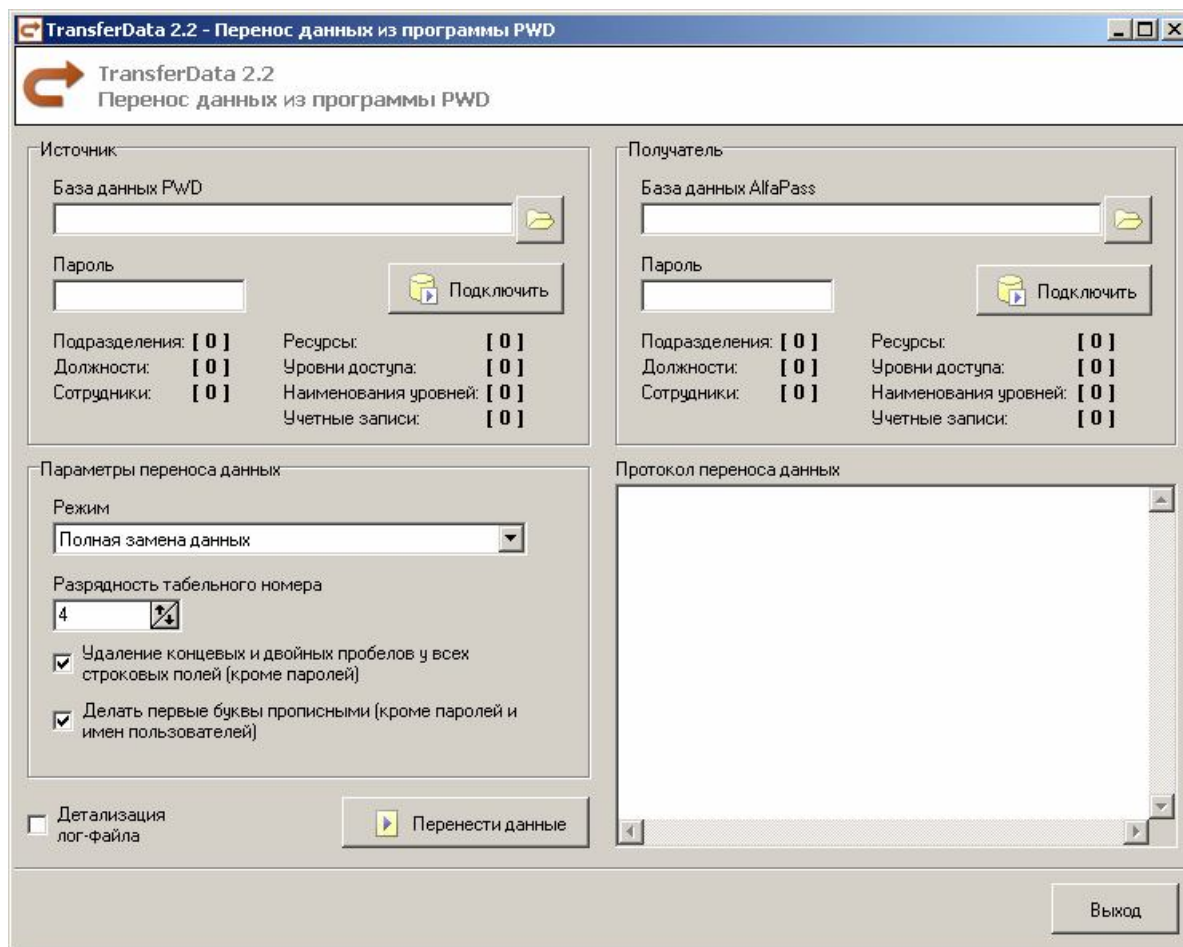 TransferData 2.2 - Перенос данных из программы PWD
TransferData 2.2
Перенос данных из программы PWD
Источник
База данных PWD
Пароль
Подключить
Подразделения: [ 0 ] Ресурсы: [ 0 ]
Должности: [ 0 ] Уровни доступа: [ 0 ]
Сотрудники: [ 0 ] Наименования уровней: [ 0 ]
Учетные записи: [ 0 ]
Получатель
База данных AlfaPass
Пароль
Подключить
Подразделения: [ 0 ] Ресурсы: [ 0 ]
Должности: [ 0 ] Уровни доступа: [ 0 ]
Сотрудники: [ 0 ] Наименования уровней: [ 0 ]
Учетные записи: [ 0 ]
Параметры переноса данных
Режим
Полная замена данных
Разрядность табельного номера
4
Удаление концевых и двойных пробелов у всех
строковых полей (кроме паролей)
Делать первые буквы прописными (кроме паролей и
имен пользователей)
Детализация
лог-файла
Перенести данные
Протокол переноса данных
Выход